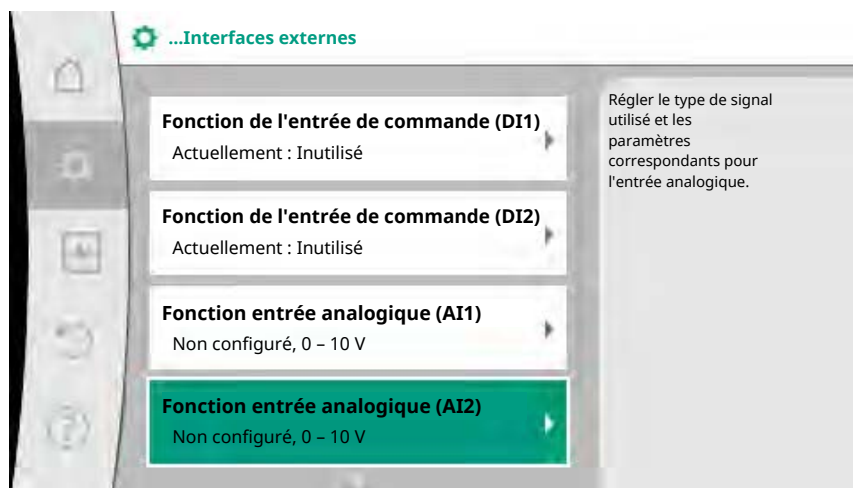 ...Interfaces externes
Fonction de l'entrée de commande (DI1)
Actuellement : Inutilisé
Fonction de l'entrée de commande (DI2)
Actuellement : Inutilisé
Fonction entrée analogique (AI1)
Non configuré, 0 – 10 V
Fonction entrée analogique (AI2)
Non configuré, 0 – 10 V
Régler le type de signal
utilisé et les
paramètres
correspondants pour
l'entrée analogique.